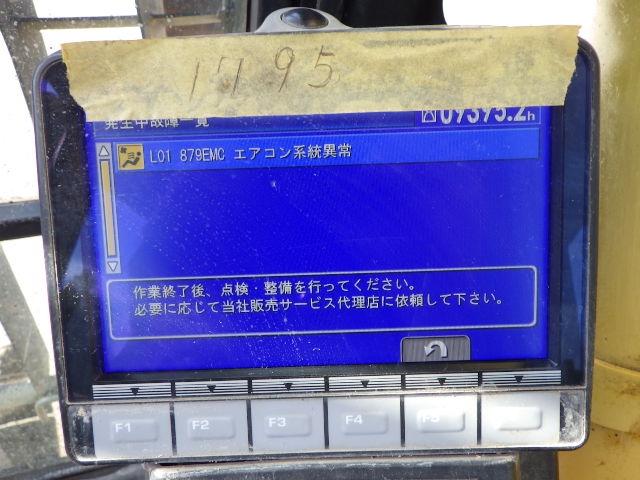 1795
発生中故障一覧 09395.2h
L01 879EMC エアコン系統異常
作業終了後、点検・整備を行ってください。
必要に応じて当社販売サービス代理店に依頼して下さい。
F1 F2 F3 F4 F5